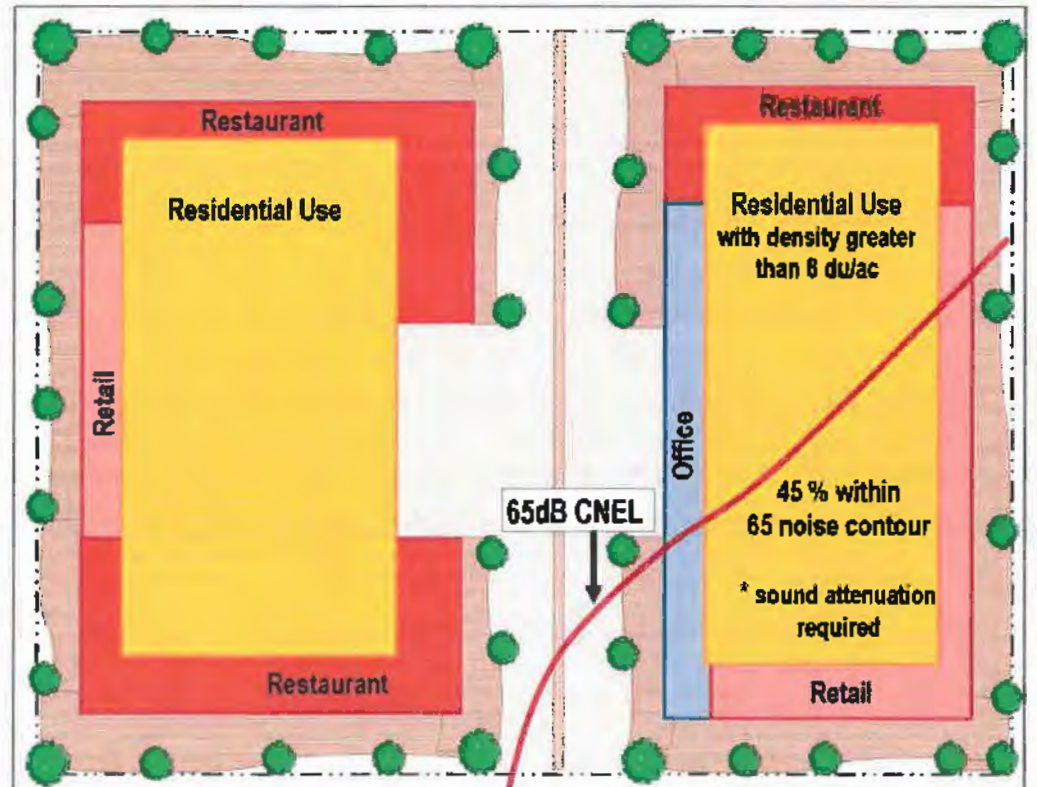 Restaurant
Residential Use
Retail
Restaurant
65dB CNEL
Restaurant
Residential Use
with density greater
than 8 du/ac
Office
45 % within
65 noise contour
* sound attenuation
required
Retail